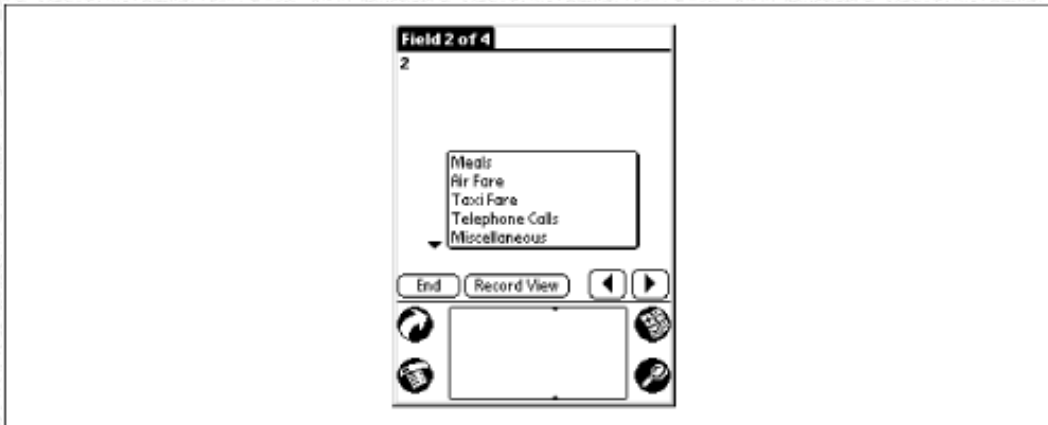 Field 2 of 4
2
Meals
Air Fare
Taxi Fare
Telephone Calls
Miscellaneous
End Record View